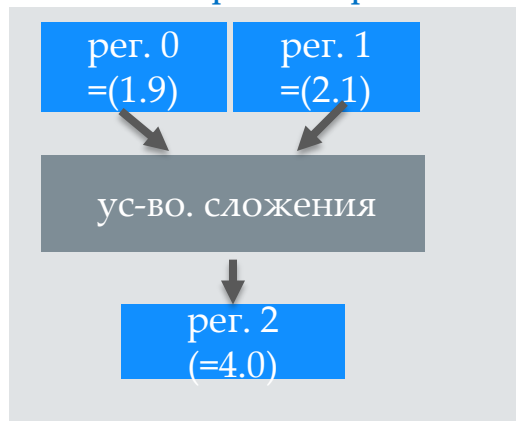 рег. 0
=(1.9)
рег. 1
=(2.1)
ус-во. сложения
рег. 2
(=4.0)